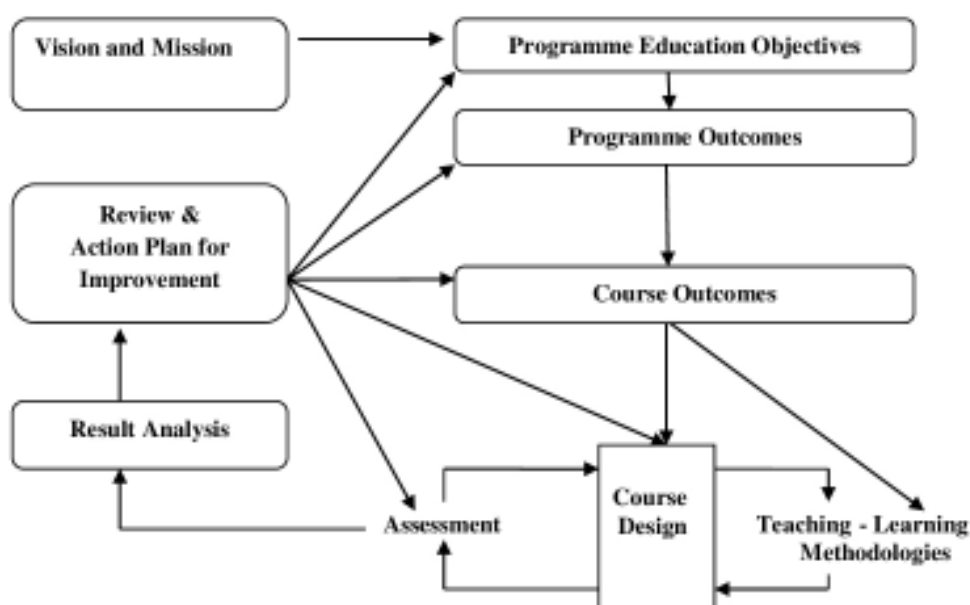 Vision and Mission
Programme Education Objectives
Programme Outcomes
Review &
Action Plan for
Improvement
Course Outcomes
Result Analysis
Assessment
Course
Design
Teaching - Learning
Methodologies